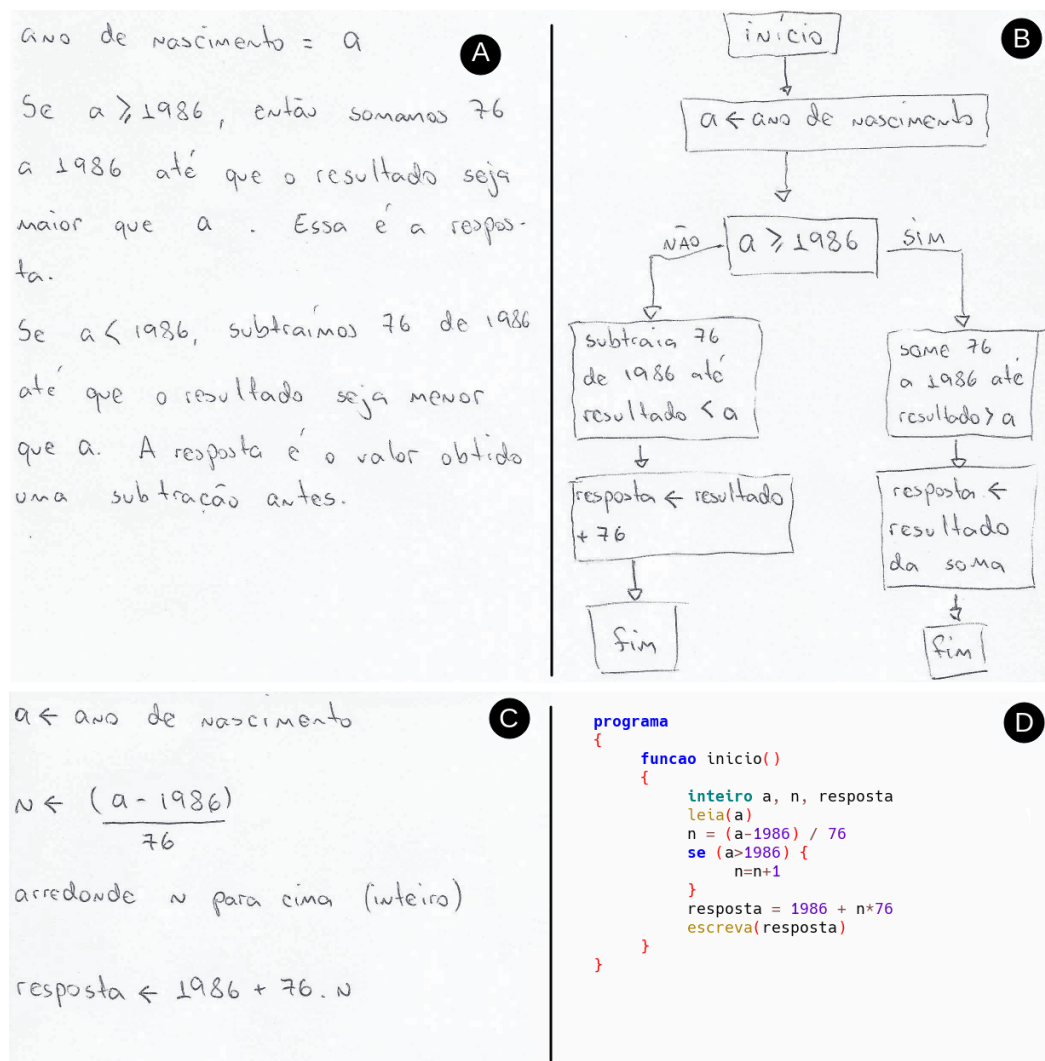 A
ano de nascimento = a
Se a ⩾ 1986, então somamos 76
a 1986 até que o resultado seja
maior que a . Essa é a respos-
ta.
Se a < 1986, subtraímos 76 de 1986
até que o resultado seja menor
que a. A resposta é o valor obtido
uma subtração antes.
B
início
a ← ano de nascimento
a ⩾ 1986
NÃO
SIM
subtraia 76
de 1986 até
resultado < a
resposta ← resultado
+ 76
fim
some 76
a 1986 até
resultado > a
resposta ←
resultado
da soma
fim
C
a ← ano de nascimento
N ← (a - 1986)
76
arredonde N para cima (inteiro)
resposta ← 1986 + 76 . N
D
programa
{
funcao inicio()
{
inteiro a, n, resposta
leia(a)
n = (a-1986) / 76
se (a>1986) {
n=n+1
}
resposta = 1986 + n*76
escreva(resposta)
}
}